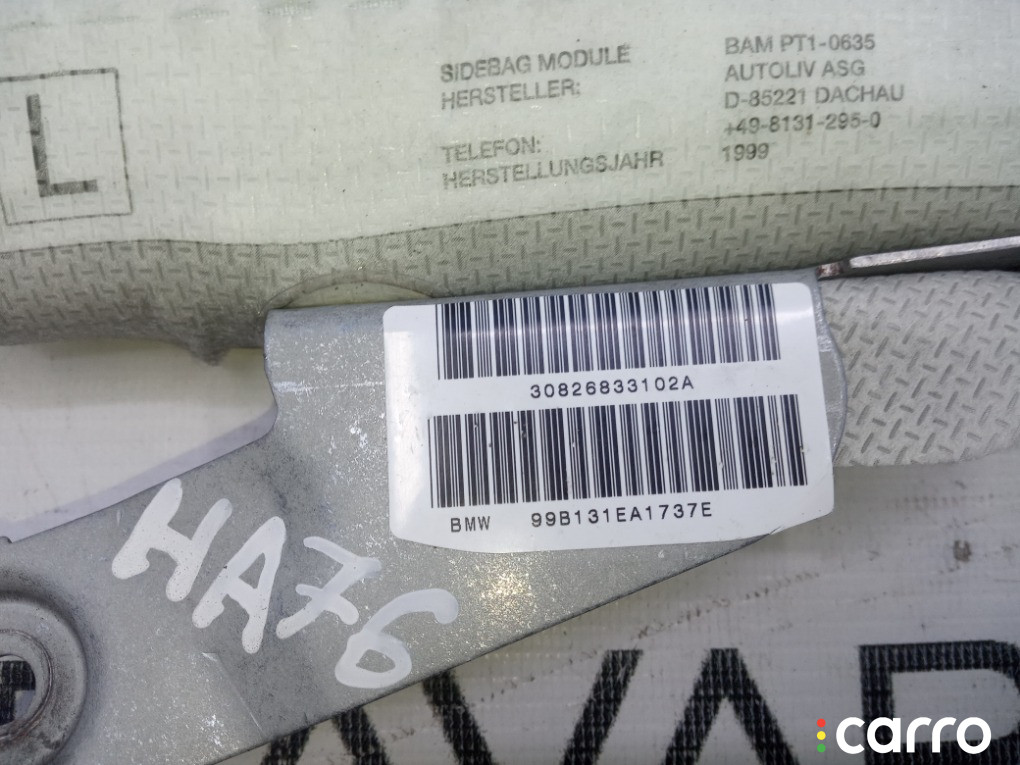 SIDEBAG MODULE BAM PT1-0635
HERSTELLER: AUTOLIV ASG
D-85221 DACHAU
TELEFON: +49-8131-295-0
HERSTELLUNGSJAHR 1999
L
30826833102A
BMW 99B131EA1737E
HA76
AVAR
carro